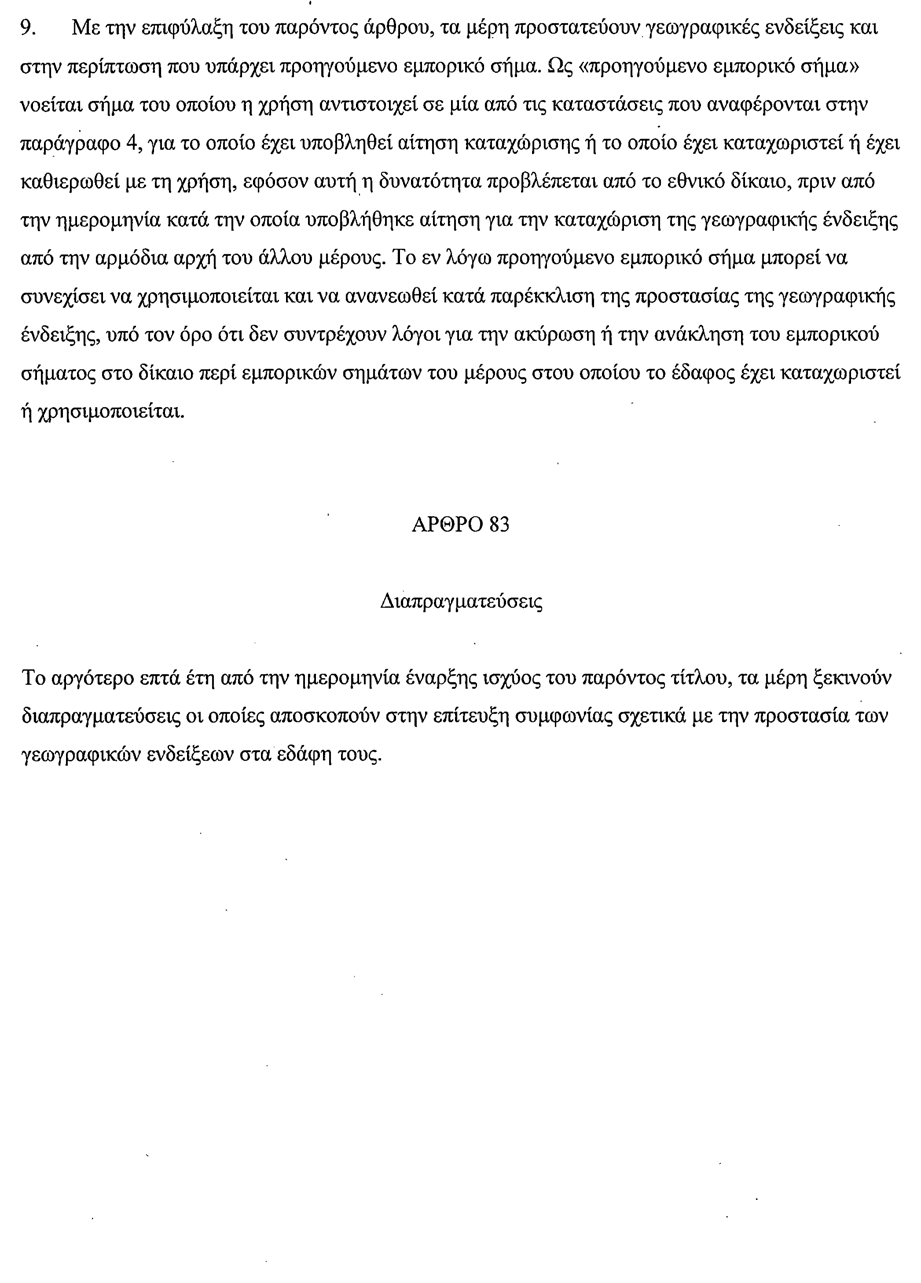 9. Με την επιφύλαξη του παρόντος άρθρου, τα μέρη προστατεύουν γεωγραφικές ενδείξεις και
στην περίπτωση που υπάρχει προηγούμενο εμπορικό σήμα. Ως «προηγούμενο εμπορικό σήμα»
νοείται σήμα του οποίου η χρήση αντιστοιχεί σε μία από τις καταστάσεις που αναφέρονται στην
παράγραφο 4, για το οποίο έχει υποβληθεί αίτηση καταχώρισης ή το οποίο έχει καταχωριστεί ή έχει
καθιερωθεί με τη χρήση, εφόσον αυτή η δυνατότητα προβλέπεται από το εθνικό δίκαιο, πριν από
την ημερομηνία κατά την οποία υποβλήθηκε αίτηση για την καταχώριση της γεωγραφικής ένδειξης
από την αρμόδια αρχή του άλλου μέρους. Το εν λόγω προηγούμενο εμπορικό σήμα μπορεί να
συνεχίσει να χρησιμοποιείται και να ανανεωθεί κατά παρέκκλιση της προστασίας της γεωγραφικής
ένδειξης, υπό τον όρο ότι δεν συντρέχουν λόγοι για την ακύρωση ή την ανάκληση του εμπορικού
σήματος στο δίκαιο περί εμπορικών σημάτων του μέρους στου οποίου το έδαφος έχει καταχωριστεί
ή χρησιμοποιείται.
ΑΡΘΡΟ 83
Διαπραγματεύσεις
Το αργότερο επτά έτη από την ημερομηνία έναρξης ισχύος του παρόντος τίτλου, τα μέρη ξεκινούν
διαπραγματεύσεις οι οποίες αποσκοπούν στην επίτευξη συμφωνίας σχετικά με την προστασία των
γεωγραφικών ενδείξεων στα εδάφη τους.